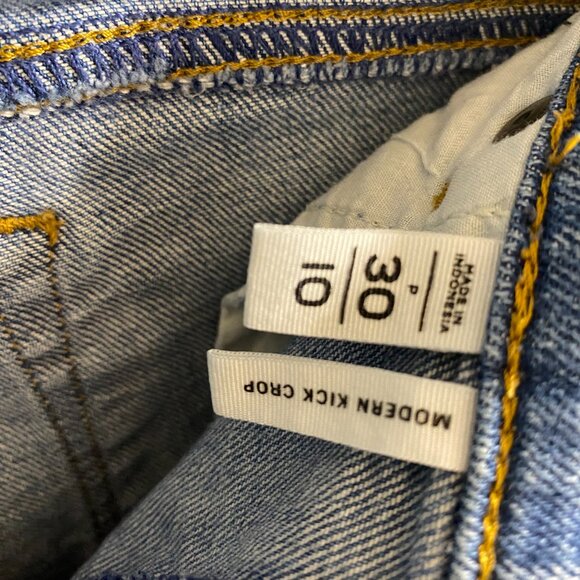 10
30
P
MADE IN
INDONESIA
MODERN KICK CROP